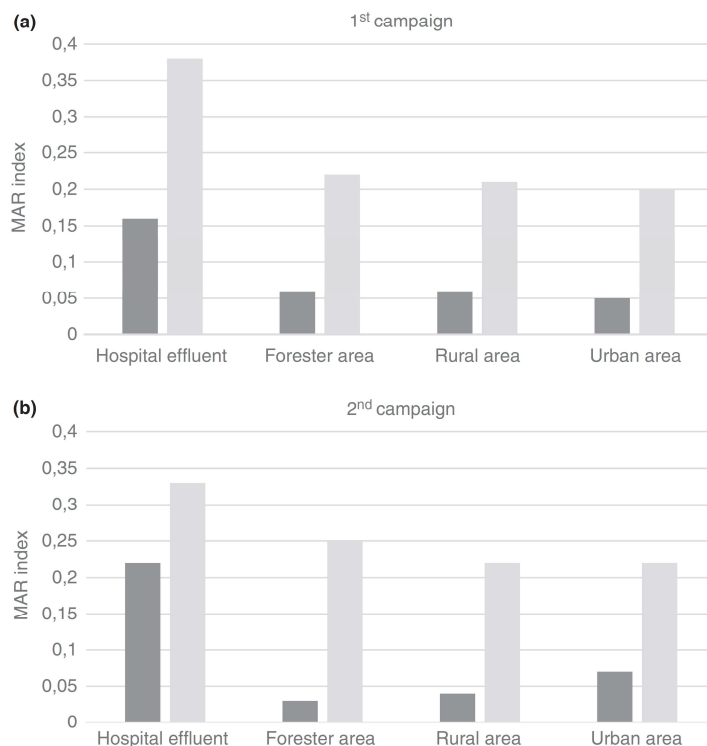 (a)
1st campaign
MAR index
0,4
0,35
0,3
0,25
0,2
0,15
0,1
0,05
0
Hospital effluent Forester area Rural area Urban area
(b)
2nd campaign
MAR index
0,4
0,35
0,3
0,25
0,2
0,15
0,1
0,05
0
Hospital effluent Forester area Rural area Urban area